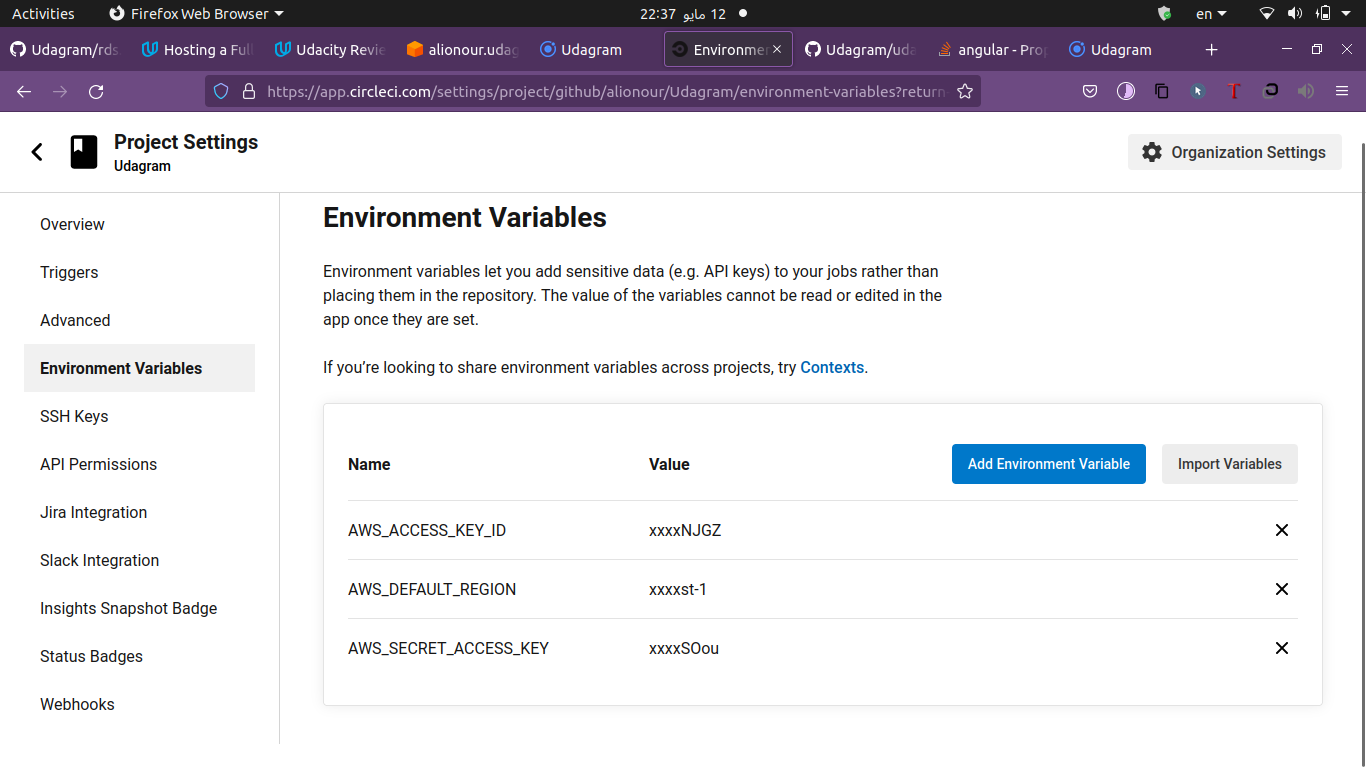 Activities
Firefox Web Browser
22:37 مايو 12
en
Udagram/rds
Hosting a Full
Udacity Revie
alionour.udag
Udagram
Environme
Udagram/uda
angular - Prop
Udagram
https://app.circleci.com/settings/project/github/alionour/Udagram/environment-variables?return
Project Settings
Udagram
Organization Settings
Overview
Triggers
Advanced
Environment Variables
SSH Keys
API Permissions
Jira Integration
Slack Integration
Insights Snapshot Badge
Status Badges
Webhooks
Environment Variables
Environment variables let you add sensitive data (e.g. API keys) to your jobs rather than
placing them in the repository. The value of the variables cannot be read or edited in the
app once they are set.
If you’re looking to share environment variables across projects, try Contexts.
Name Value Add Environment Variable Import Variables
AWS_ACCESS_KEY_ID xxxxNJGZ
AWS_DEFAULT_REGION xxxxst-1
AWS_SECRET_ACCESS_KEY xxxxSOou